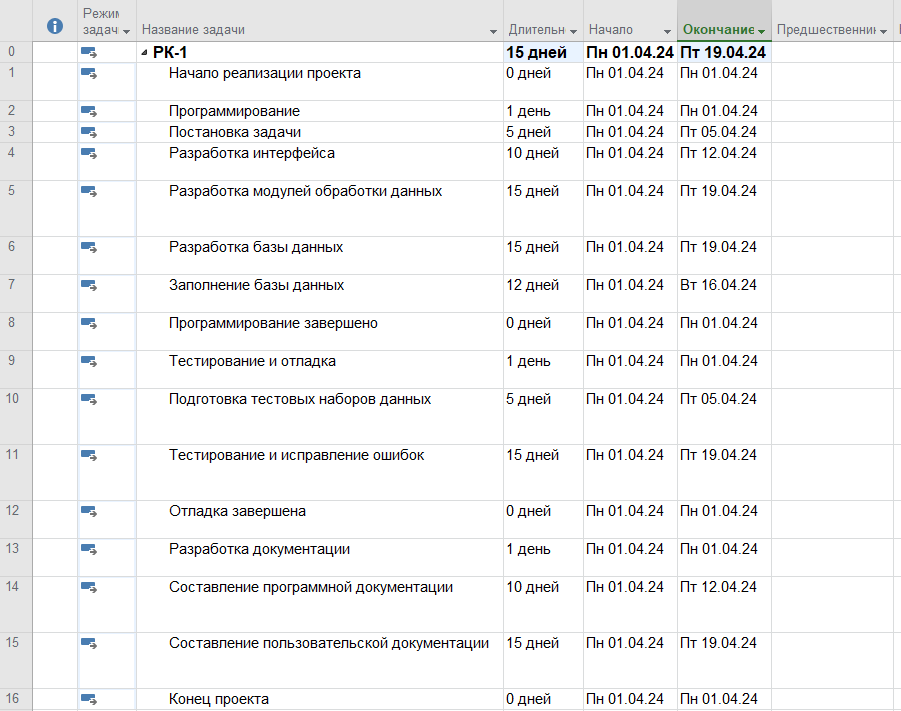 Режим задач Название задачи Длительн Начало Окончание Предшественник
0 РК-1 15 дней Пн 01.04.24 Пт 19.04.24
1 Начало реализации проекта 0 дней Пн 01.04.24 Пн 01.04.24
2 Программирование 1 день Пн 01.04.24 Пн 01.04.24
3 Постановка задачи 5 дней Пн 01.04.24 Пт 05.04.24
4 Разработка интерфейса 10 дней Пн 01.04.24 Пт 12.04.24
5 Разработка модулей обработки данных 15 дней Пн 01.04.24 Пт 19.04.24
6 Разработка базы данных 15 дней Пн 01.04.24 Пт 19.04.24
7 Заполнение базы данных 12 дней Пн 01.04.24 Вт 16.04.24
8 Программирование завершено 0 дней Пн 01.04.24 Пн 01.04.24
9 Тестирование и отладка 1 день Пн 01.04.24 Пн 01.04.24
10 Подготовка тестовых наборов данных 5 дней Пн 01.04.24 Пт 05.04.24
11 Тестирование и исправление ошибок 15 дней Пн 01.04.24 Пт 19.04.24
12 Отладка завершена 0 дней Пн 01.04.24 Пн 01.04.24
13 Разработка документации 1 день Пн 01.04.24 Пн 01.04.24
14 Составление программной документации 10 дней Пн 01.04.24 Пт 12.04.24
15 Составление пользовательской документации 15 дней Пн 01.04.24 Пт 19.04.24
16 Конец проекта 0 дней Пн 01.04.24 Пн 01.04.24